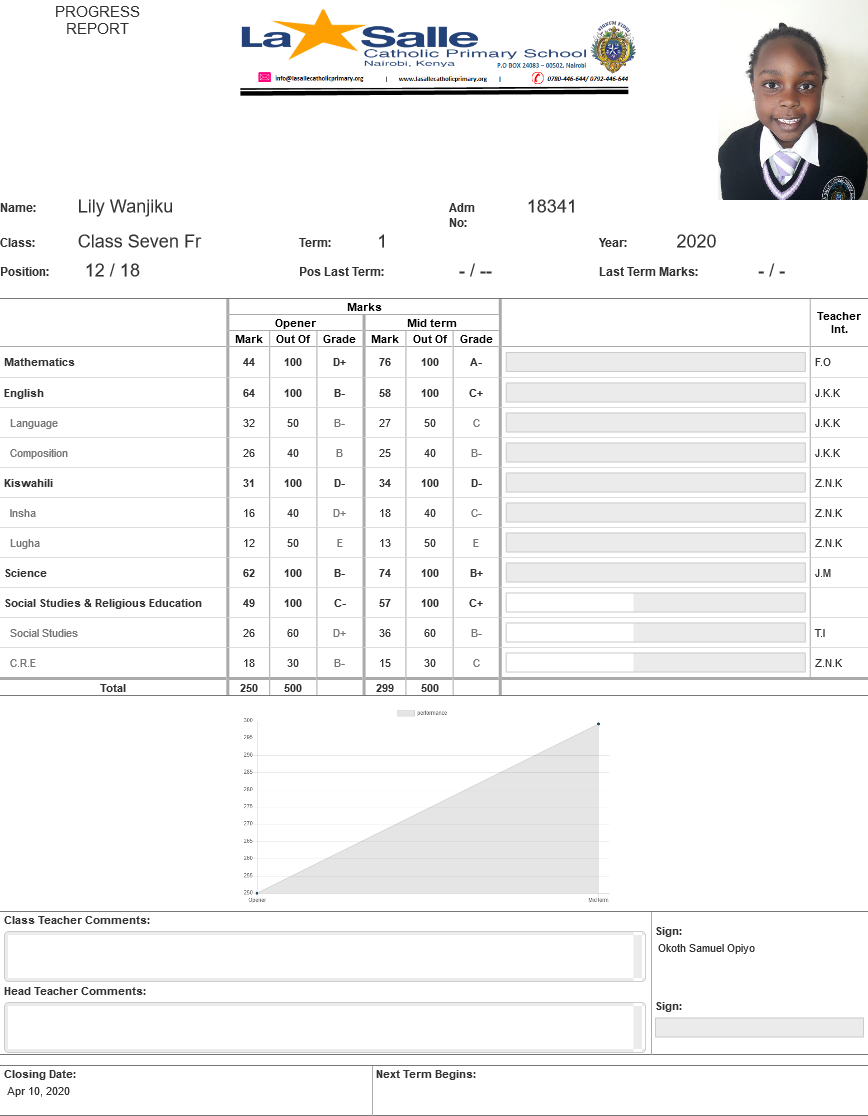 PROGRESS
REPORT
La Salle
Catholic Primary School
Nairobi, Kenya
P.O BOX 24083 – 00502, Nairobi
info@lasallecatholicprimary.org | www.lasallecatholicprimary.org | 0780-446-644/ 0792-446-644
Name: Lily Wanjiku Adm No: 18341
Class: Class Seven Fr Term: 1 Year: 2020
Position: 12 / 18 Pos Last Term: - / -- Last Term Marks: - / -
Marks
Opener Mid term Teacher Int.
Mark Out Of Grade Mark Out Of Grade
Mathematics 44 100 D+ 76 100 A- F.O
English 64 100 B- 58 100 C+ J.K.K
Language 32 50 B- 27 50 C J.K.K
Composition 26 40 B 25 40 B- J.K.K
Kiswahili 31 100 D- 34 100 D- Z.N.K
Insha 16 40 D+ 18 40 C- Z.N.K
Lugha 12 50 E 13 50 E Z.N.K
Science 62 100 B- 74 100 B+ J.M
Social Studies & Religious Education 49 100 C- 57 100 C+
Social Studies 26 60 D+ 36 60 B- T.I
C.R.E 18 30 B- 15 30 C Z.N.K
Total 250 500 299 500
performance
300
295
290
285
280
275
270
265
260
255
250
Opener Mid term
Class Teacher Comments:
Sign:
Okoth Samuel Opiyo
Head Teacher Comments:
Sign:
Closing Date: Next Term Begins:
Apr 10, 2020